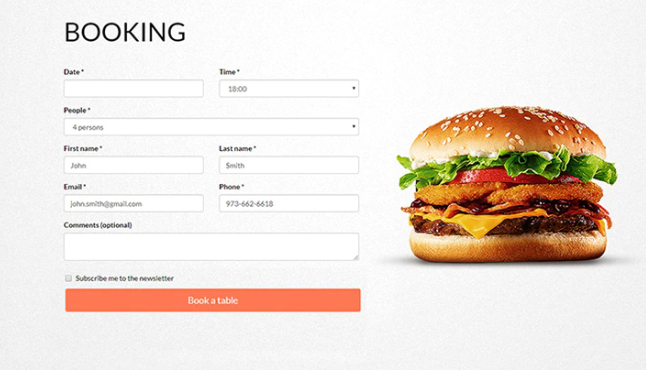 BOOKING
Date * Time *
18:00
People *
4 persons
First name * Last name *
John Smith
Email * Phone *
john.smith@gmail.com 973-662-6618
Comments (optional)
Subscribe me to the newsletter
Book a table